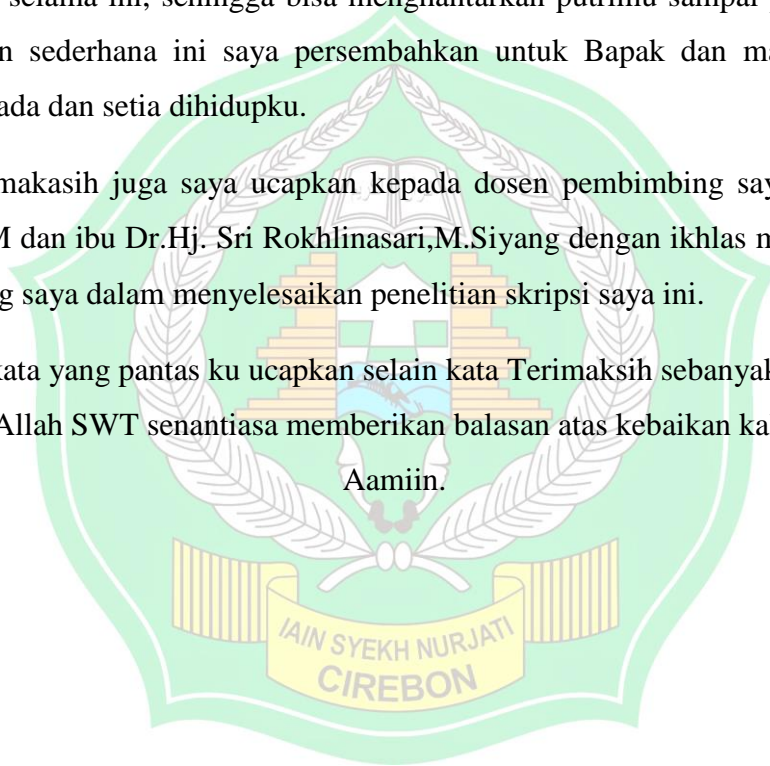 selama ini, sehingga bisa menghantarkan putrimu sampai
sederhana ini saya persembahkan untuk Bapak dan
ada dan setia dihidupku.
makasih juga saya ucapkan kepada dosen pembimbing
M dan ibu Dr.Hj. Sri Rokhlinasari,M.Siyang dengan ikhlas
saya dalam menyelesaikan penelitian skripsi saya ini.
kata yang pantas ku ucapkan selain kata Terimaksih sebanyak
Allah SWT senantiasa memberikan balasan atas kebaikan
Aamiin.
IAIN SYEKH NURJATI
CIREBON